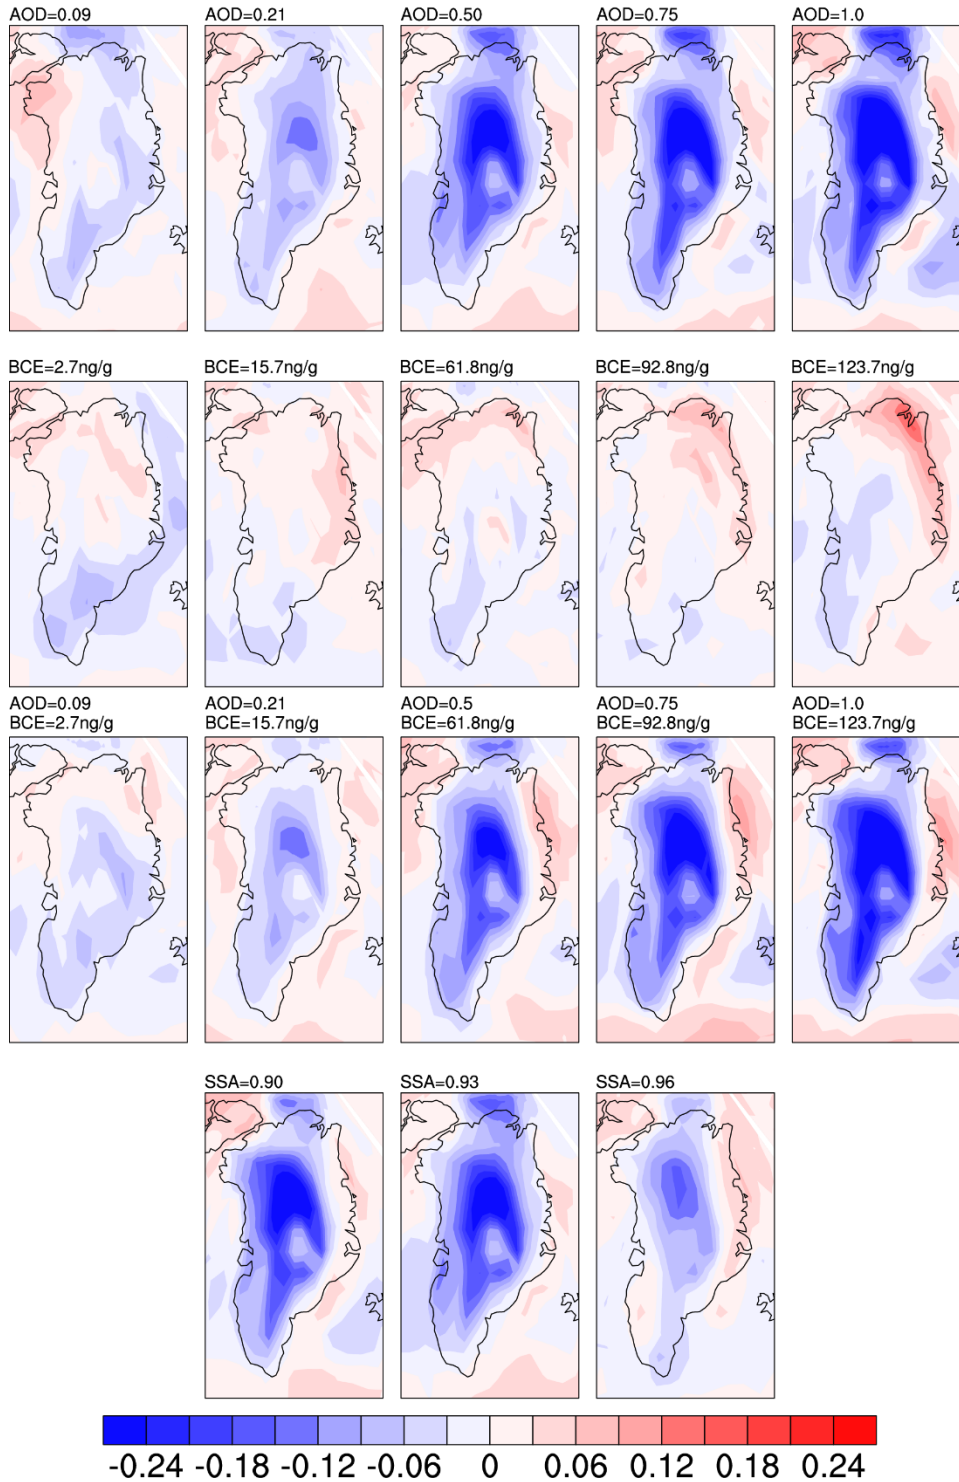 AOD=0.09 AOD=0.21 AOD=0.50 AOD=0.75 AOD=1.0
BCE=2.7ng/g BCE=15.7ng/g BCE=61.8ng/g BCE=92.8ng/g BCE=123.7ng/g
AOD=0.09 AOD=0.21 AOD=0.5 AOD=0.75 AOD=1.0
BCE=2.7ng/g BCE=15.7ng/g BCE=61.8ng/g BCE=92.8ng/g BCE=123.7ng/g
SSA=0.90 SSA=0.93 SSA=0.96
-0.24 -0.18 -0.12 -0.06 0 0.06 0.12 0.18 0.24